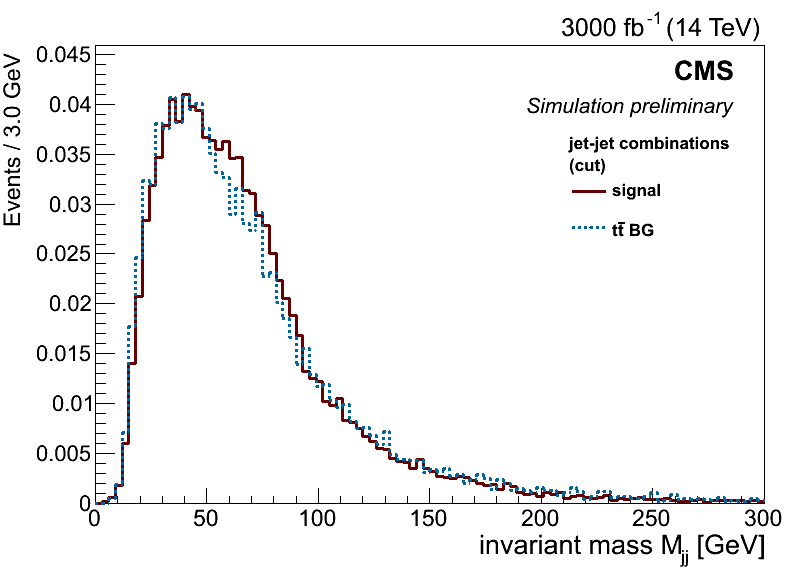 3000 fb-1 (14 TeV)
CMS
Simulation preliminary
jet-jet combinations
(cut)
signal
tt̄ BG
Events / 3.0 GeV
0.045
0.04
0.035
0.03
0.025
0.02
0.015
0.01
0.005
0
0 50 100 150 200 250 300
invariant mass Mjj [GeV]